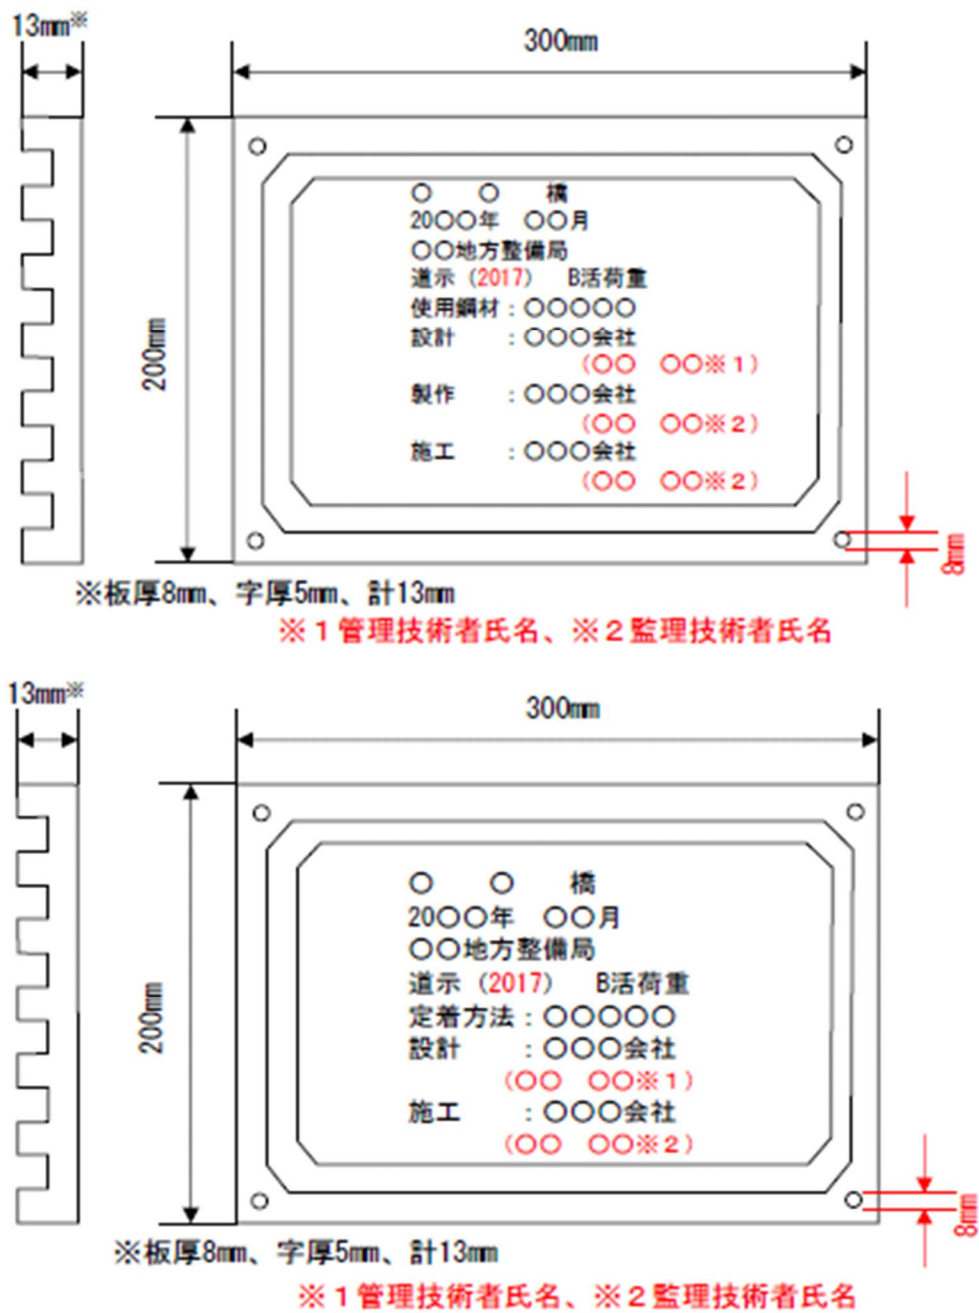 13mm※
300mm
200mm
○　○　橋
20○○年　○○月
○○地方整備局
道示（2017）　B活荷重
使用鋼材：○○○○○
設計　　：○○○会社
（○○　○○※１）
製作　　：○○○会社
（○○　○○※２）
施工　　：○○○会社
（○○　○○※２）
8mm
※板厚8mm、字厚5mm、計13mm
※１管理技術者氏名、※２監理技術者氏名
13mm※
300mm
200mm
○　○　橋
20○○年　○○月
○○地方整備局
道示（2017）　B活荷重
定着方法：○○○○○
設計　　：○○○会社
（○○　○○※１）
施工　　：○○○会社
（○○　○○※２）
8mm
※板厚8mm、字厚5mm、計13mm
※１管理技術者氏名、※２監理技術者氏名